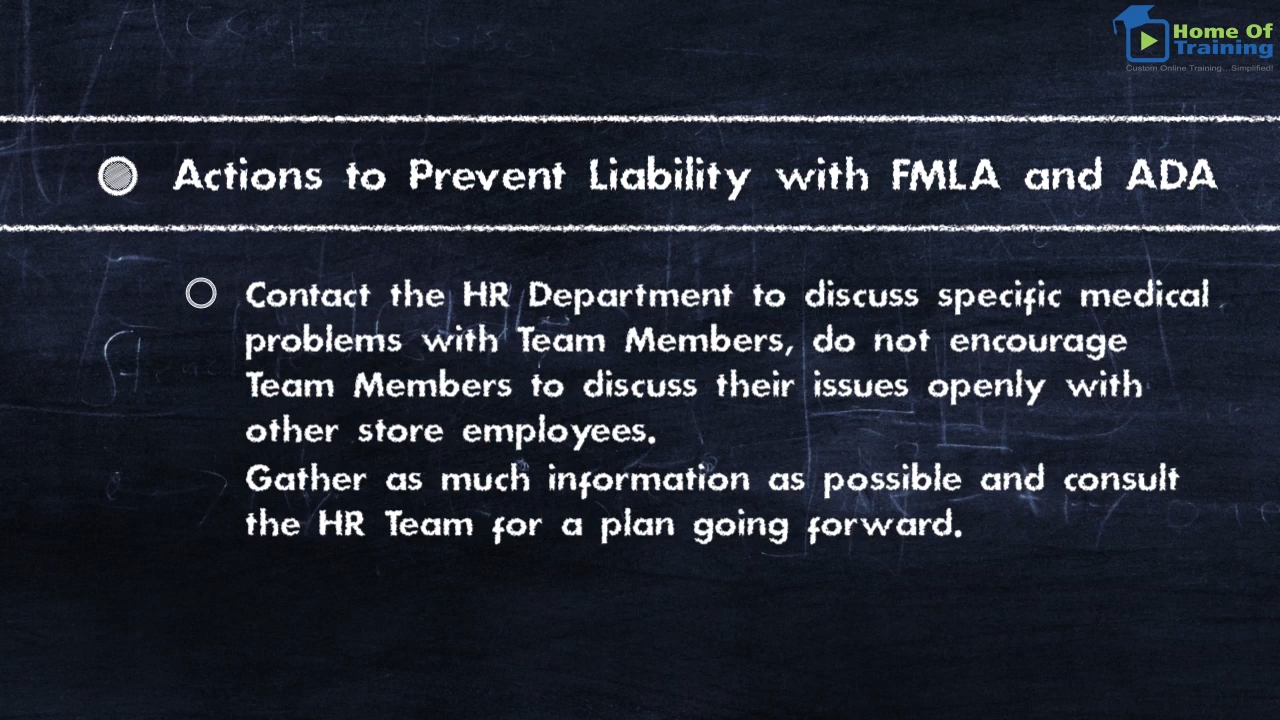 Home Of
Training
Custom Online Training...Simplified!
Actions to Prevent Liability with FMLA and ADA
Contact the HR Department to discuss specific medical
problems with Team Members, do not encourage
Team Members to discuss their issues openly with
other store employees.
Gather as much information as possible and consult
the HR Team for a plan going forward.